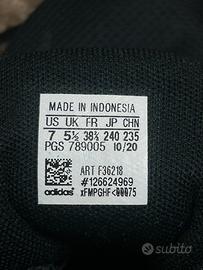 MADE IN INDONESIA
US UK FR JP CHN
7 5½ 38⅔ 240 235
PGS 789005 10/20
ART F36218
#126624969
adidas® xFMPGHF<00075
subito